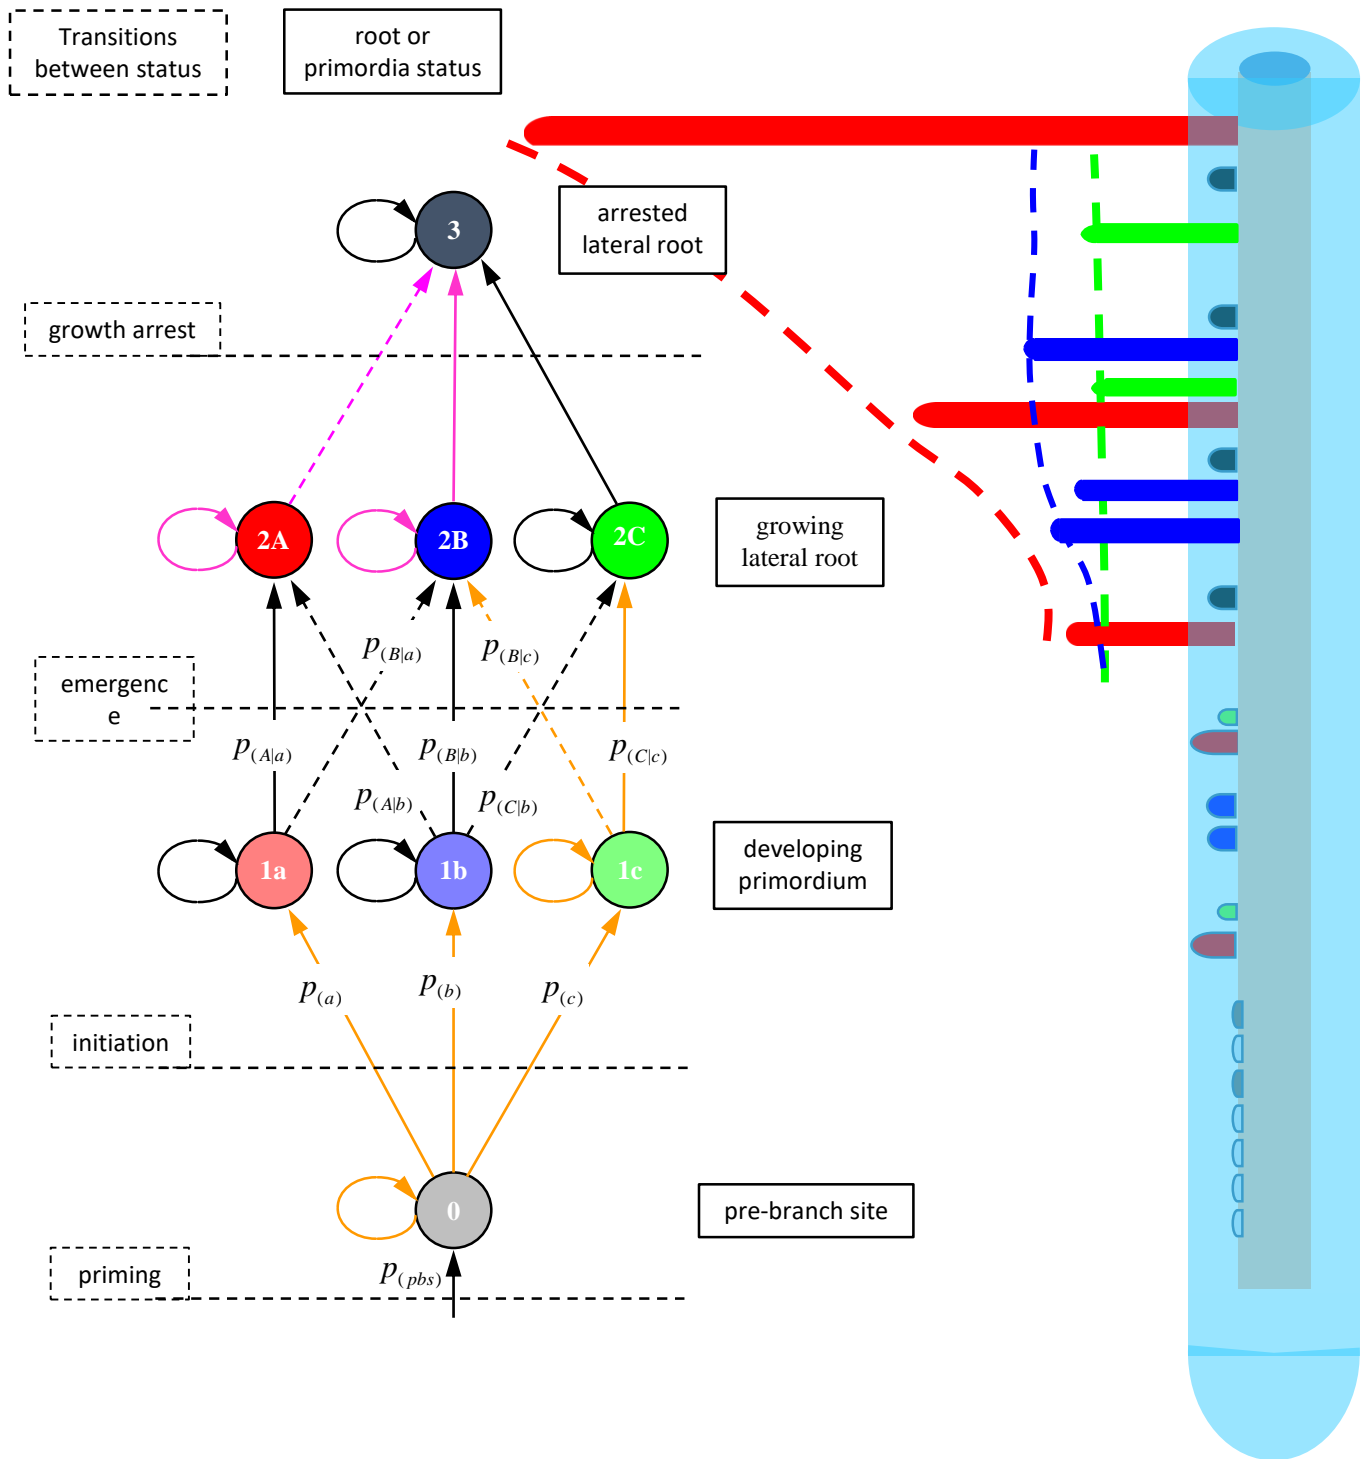 Transitions
between status
root or
primordia status
3
arrested
lateral root
growth arrest
2A
2B
2C
growing
lateral root
p(B|a)
p(B|c)
emergenc
e
p(A|a)
p(B|b)
p(C|c)
p(A|b)
p(C|b)
1a
1b
1c
developing
primordium
p(a)
p(b)
p(c)
initiation
0
pre-branch site
priming
p(pbs)